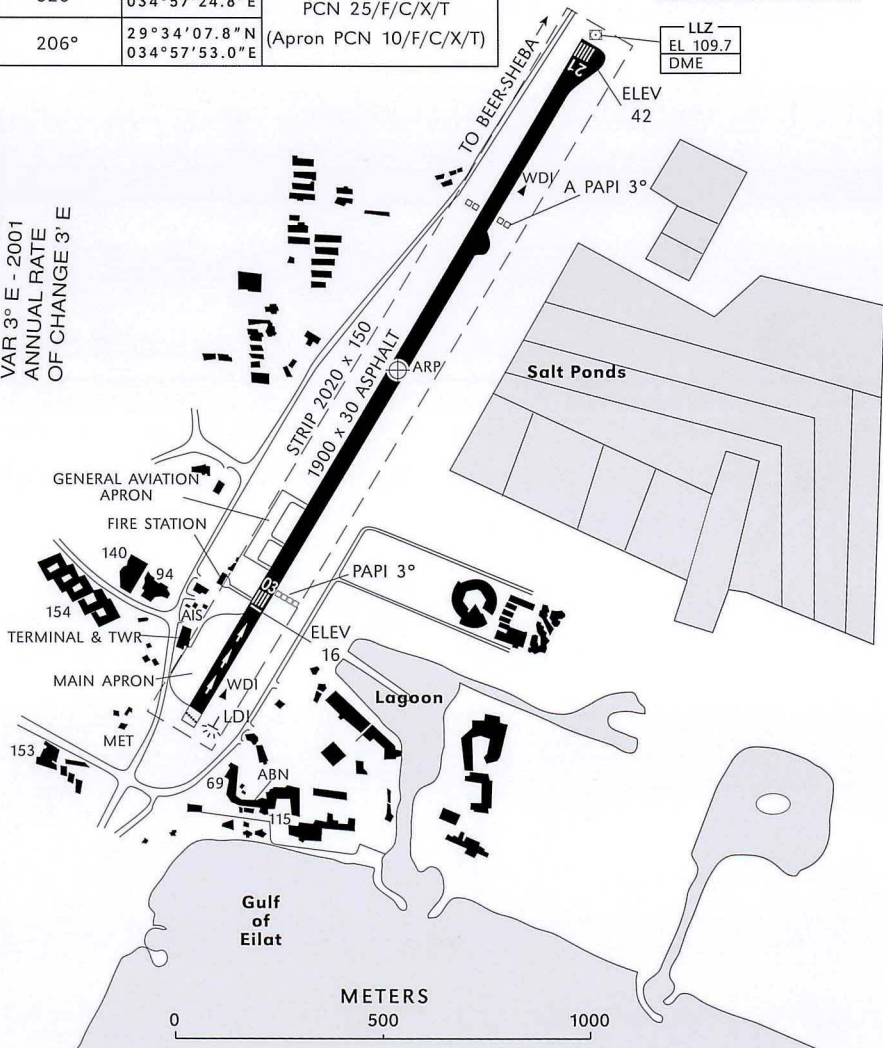 034°57'24.8"E
PCN 25/F/C/X/T
206°
29°34'07.8"N
034°57'53.0"E
(Apron PCN 10/F/C/X/T)
LLZ
EL 109.7
DME
TO BEER-SHEBA
21
ELEV
42
WDI
A PAPI 3°
VAR 3° E - 2001
ANNUAL RATE
OF CHANGE 3' E
STRIP 2020 x 150
1900 x 30 ASPHALT
ARP
Salt Ponds
GENERAL AVIATION
APRON
FIRE STATION
140
94
154
AIS
03
PAPI 3°
TERMINAL & TWR
ELEV
16
MAIN APRON
WDI
LDI
Lagoon
MET
153
69
ABN
115
Gulf
of
Eilat
METERS
0
500
1000